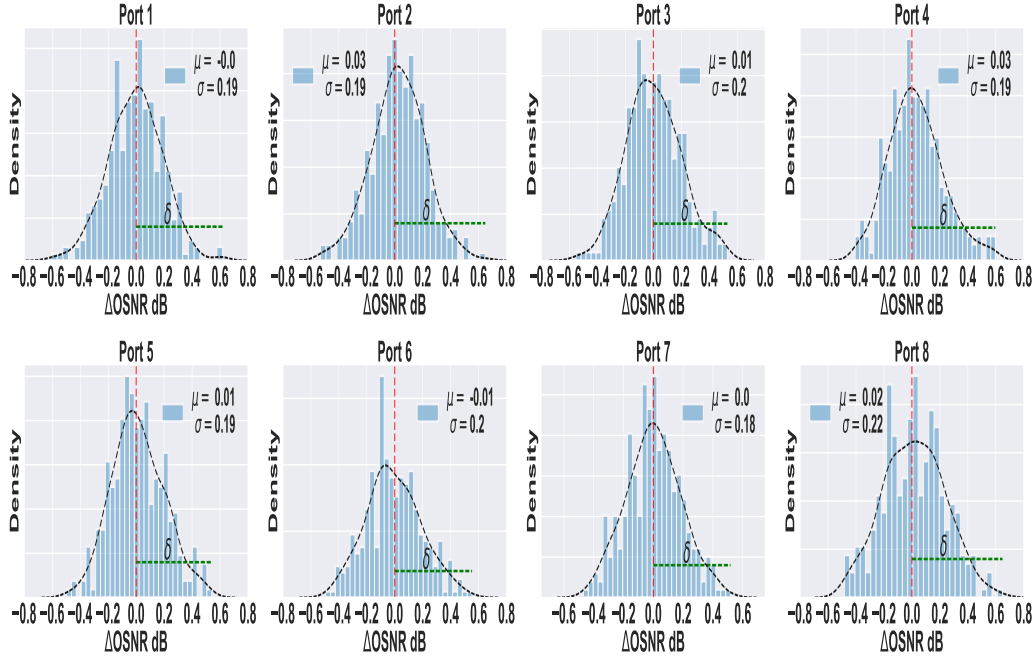 Port 1
Density
μ = -0.0
σ = 0.19
δ
−0.8 −0.6 −0.4 −0.2 0.0 0.2 0.4 0.6 0.8
ΔOSNR dB
Port 2
Density
μ = 0.03
σ = 0.19
δ
−0.8 −0.6 −0.4 −0.2 0.0 0.2 0.4 0.6 0.8
ΔOSNR dB
Port 3
Density
μ = 0.01
σ = 0.2
δ
−0.8 −0.6 −0.4 −0.2 0.0 0.2 0.4 0.6 0.8
ΔOSNR dB
Port 4
Density
μ = 0.03
σ = 0.19
δ
−0.8 −0.6 −0.4 −0.2 0.0 0.2 0.4 0.6 0.8
ΔOSNR dB
Port 5
Density
μ = 0.01
σ = 0.19
δ
−0.8 −0.6 −0.4 −0.2 0.0 0.2 0.4 0.6 0.8
ΔOSNR dB
Port 6
Density
μ = -0.01
σ = 0.2
δ
−0.8 −0.6 −0.4 −0.2 0.0 0.2 0.4 0.6 0.8
ΔOSNR dB
Port 7
Density
μ = 0.0
σ = 0.18
δ
−0.6 −0.4 −0.2 0.0 0.2 0.4 0.6
ΔOSNR dB
Port 8
Density
μ = 0.02
σ = 0.22
δ
−0.8 −0.6 −0.4 −0.2 0.0 0.2 0.4 0.6 0.8
ΔOSNR dB